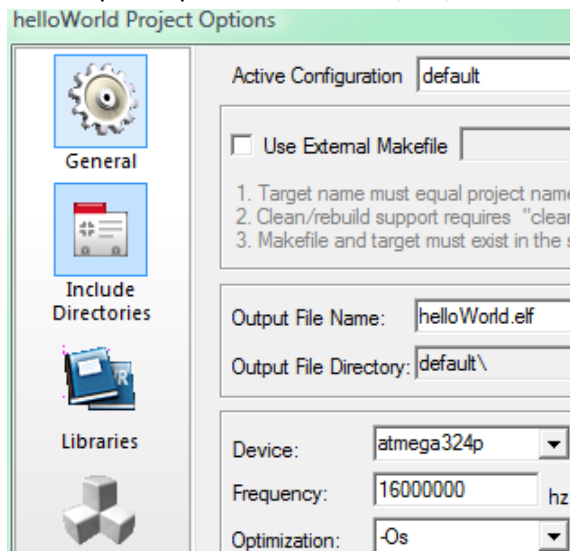 helloWorld Project Options
General
Include
Directories
Libraries
Active Configuration default
Use External Makefile
1. Target name must equal project name
2. Clean/rebuild support requires "clean
3. Makefile and target must exist in the s
Output File Name: helloWorld.elf
Output File Directory: default\
Device: atmega324p
Frequency: 16000000 hz
Optimization: -Os